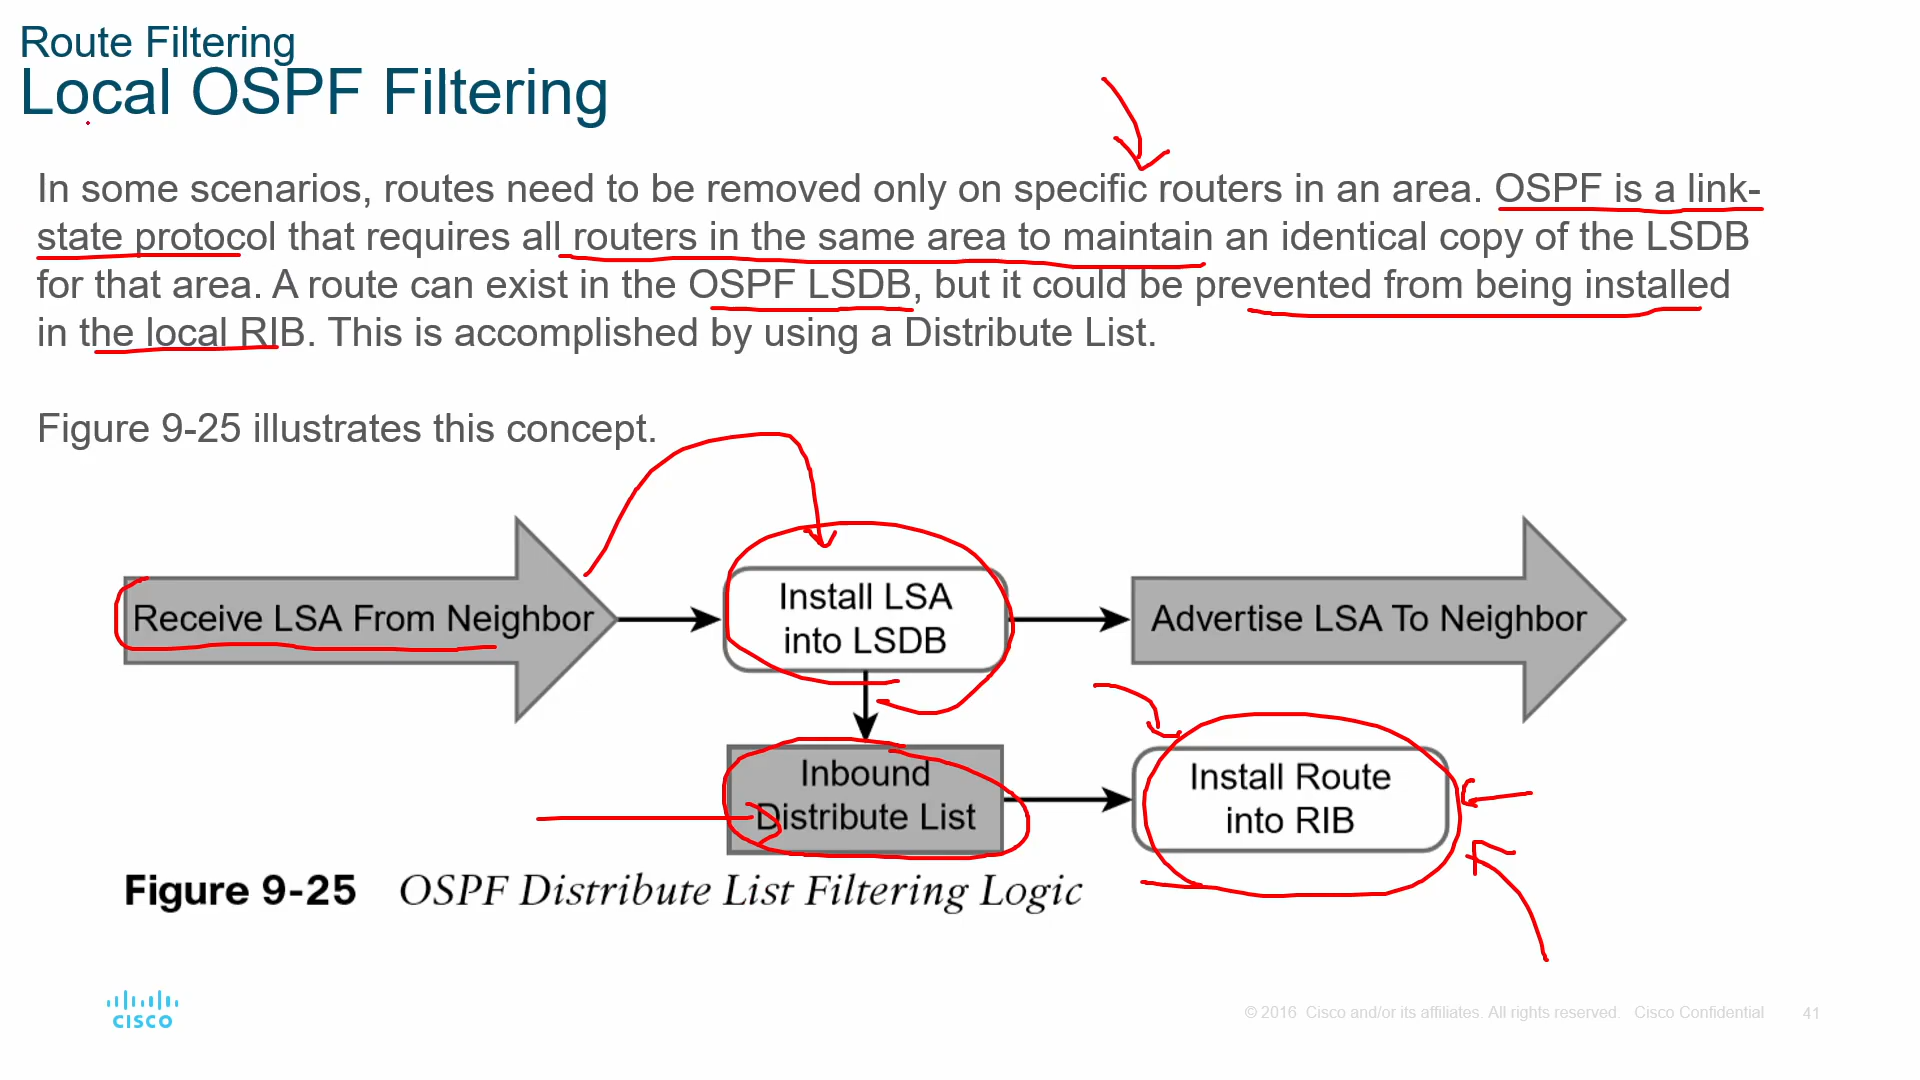 Route Filtering
Local OSPF Filtering
In some scenarios, routes need to be removed only on specific routers in an area. OSPF is a link-
state protocol that requires all routers in the same area to maintain an identical copy of the LSDB
for that area. A route can exist in the OSPF LSDB, but it could be prevented from being installed
in the local RIB. This is accomplished by using a Distribute List.
Figure 9-25 illustrates this concept.
Receive LSA From Neighbor
Install LSA
into LSDB
Advertise LSA To Neighbor
Inbound
Distribute List
Install Route
into RIB
Figure 9-25 OSPF Distribute List Filtering Logic
CISCO
© 2016 Cisco and/or its affiliates. All rights reserved. Cisco Confidential 41